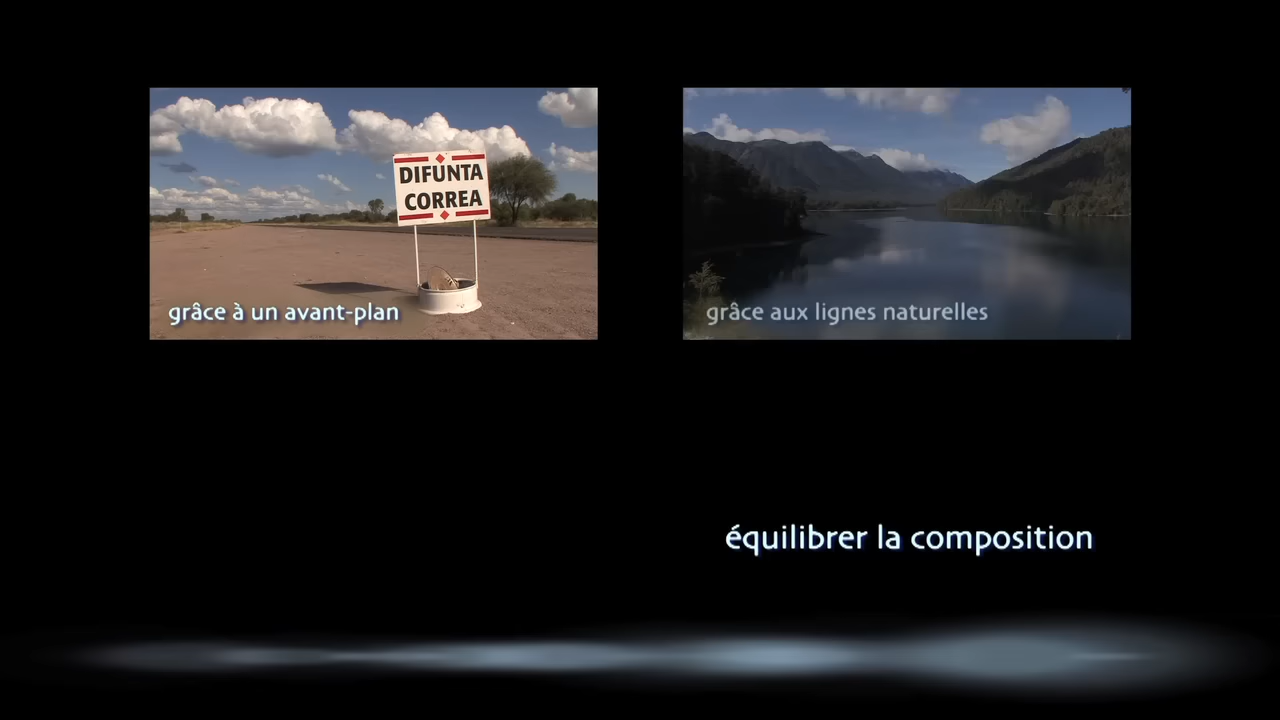 DIFUNTA
CORREA
grâce à un avant-plan
grâce aux lignes naturelles
équilibrer la composition